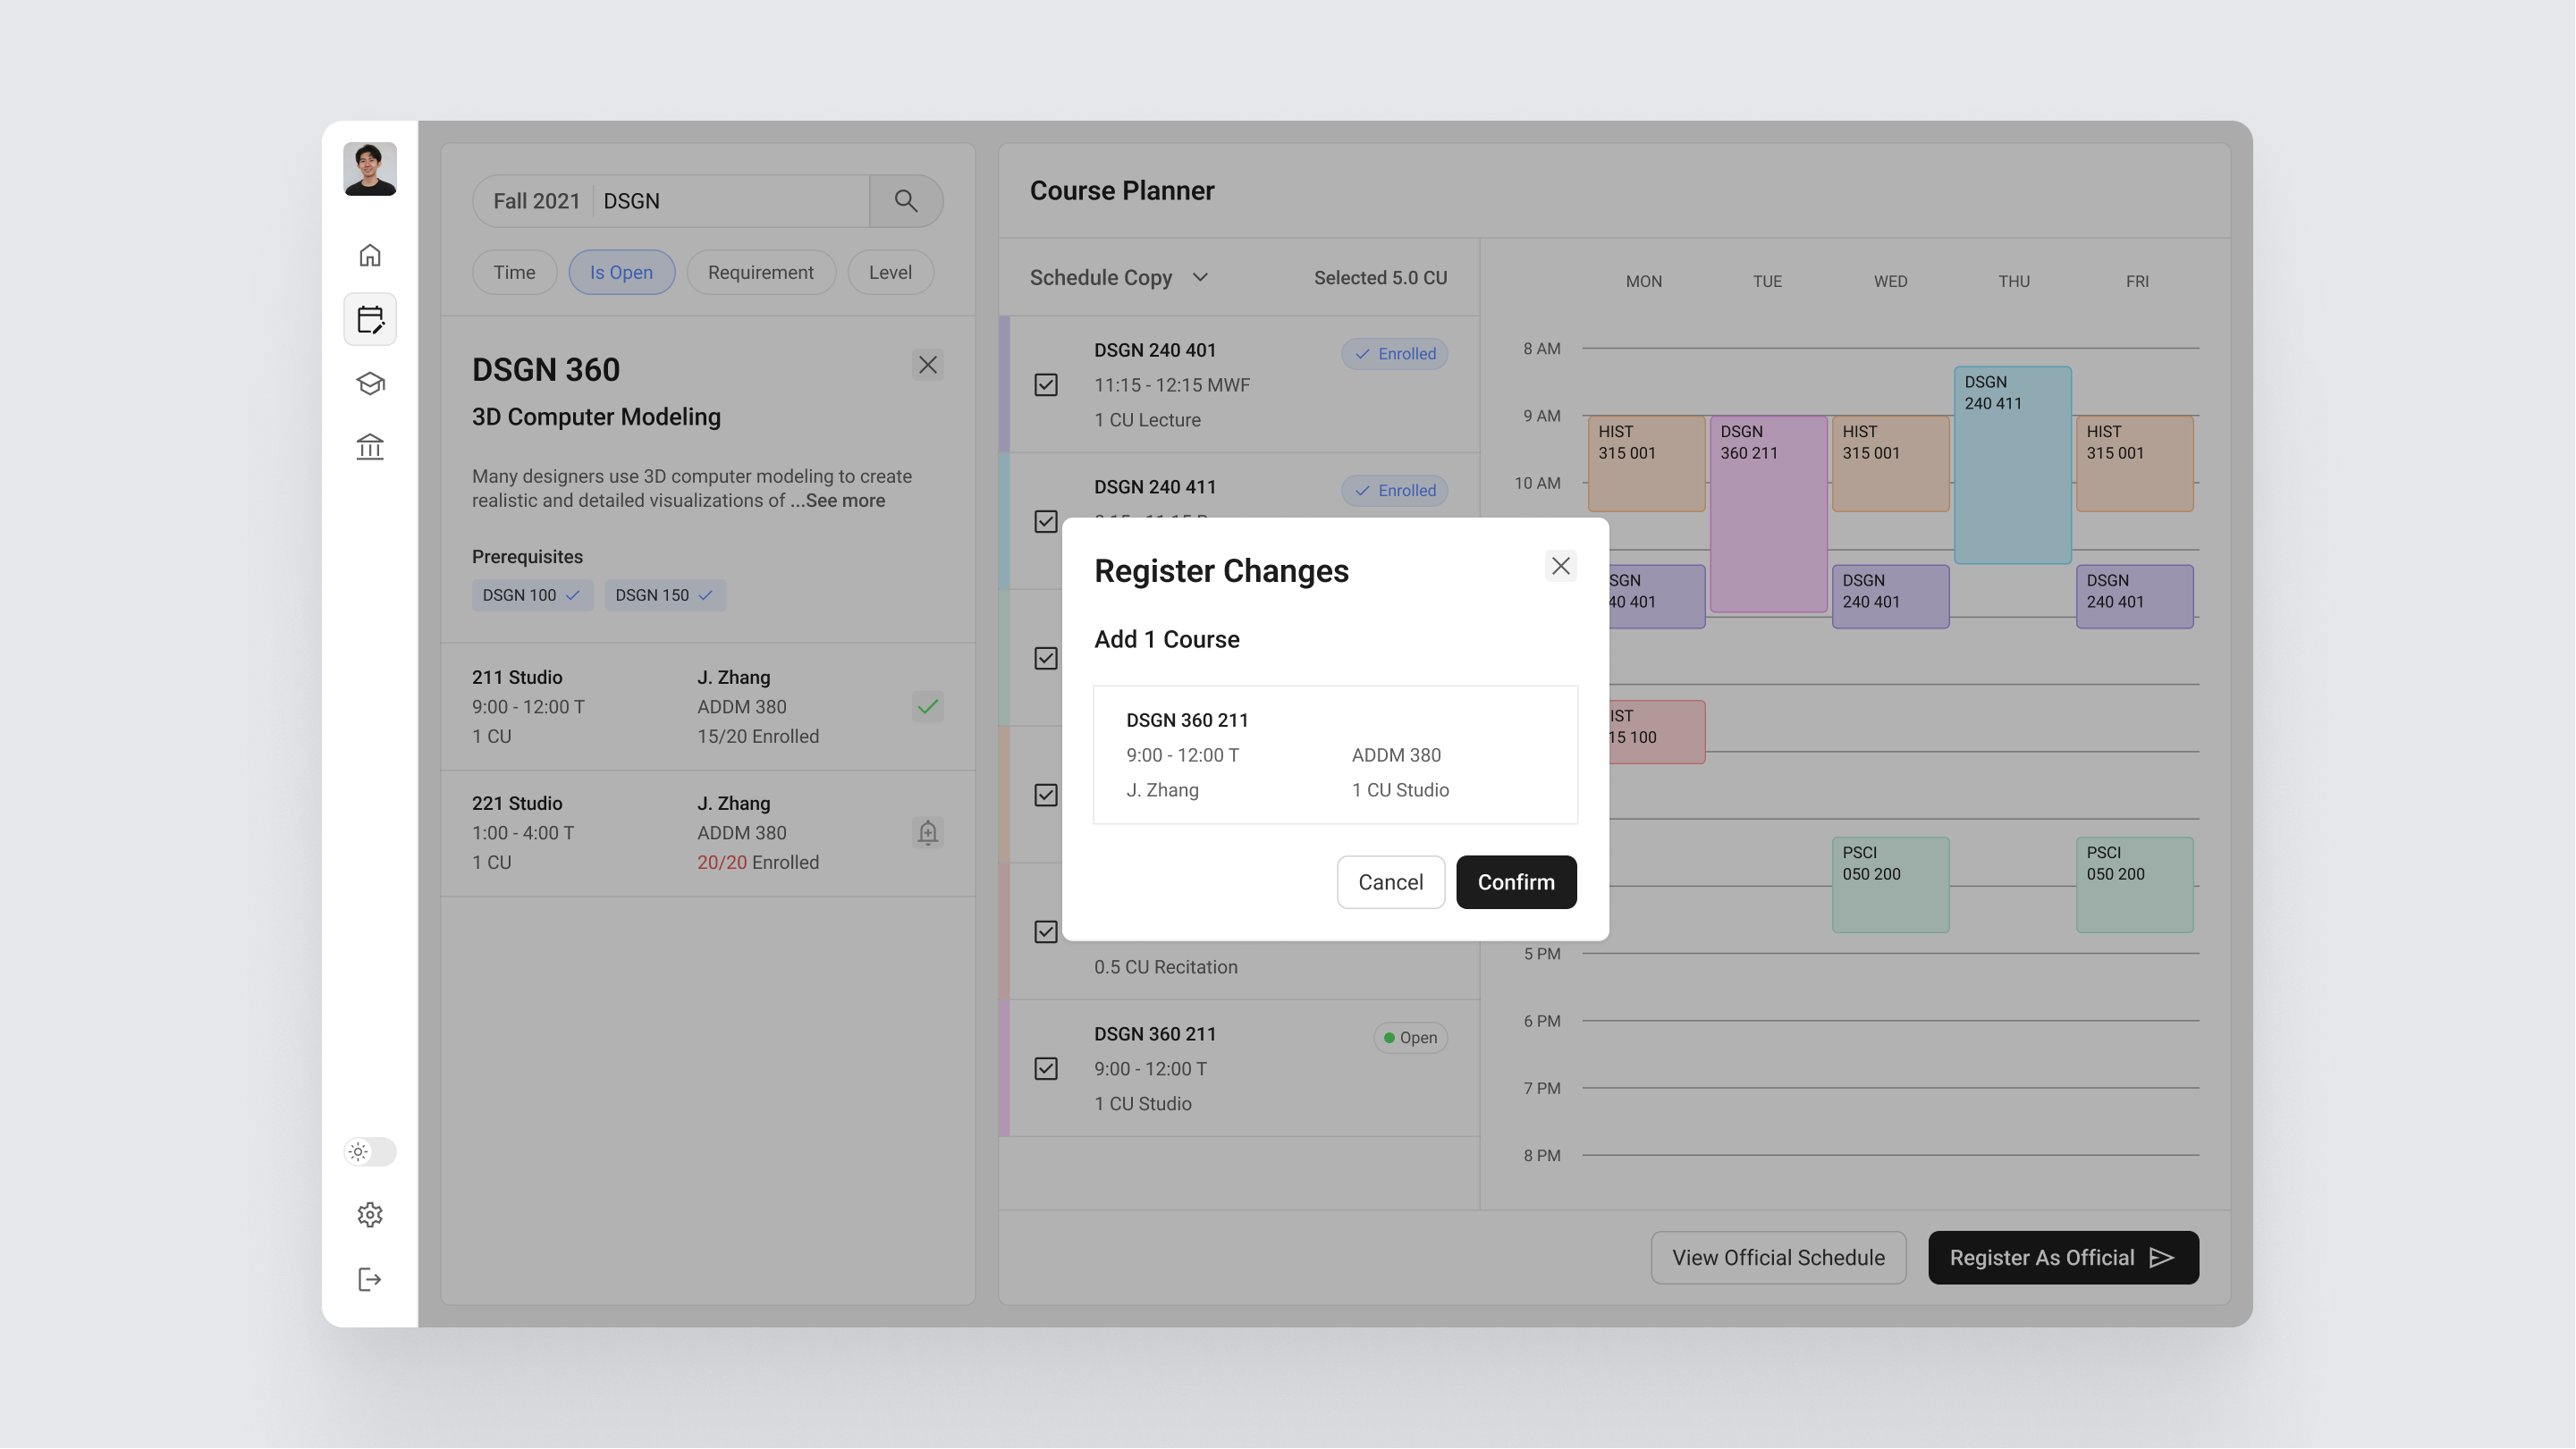 Fall 2021
DSGN
Time
Is Open
Requirement
Level
DSGN 360
3D Computer Modeling
Many designers use 3D computer modeling to create
realistic and detailed visualizations of ...See more
Prerequisites
DSGN 100
DSGN 150
211 Studio
9:00 - 12:00 T
1 CU
J. Zhang
ADDM 380
15/20 Enrolled
221 Studio
1:00 - 4:00 T
1 CU
J. Zhang
ADDM 380
20/20 Enrolled
Course Planner
Schedule Copy
Selected 5.0 CU
DSGN 240 401
Enrolled
11:15 - 12:15 MWF
1 CU Lecture
DSGN 240 411
Enrolled
0.5 CU Recitation
DSGN 360 211
Open
9:00 - 12:00 T
1 CU Studio
Register Changes
Add 1 Course
DSGN 360 211
9:00 - 12:00 T
ADDM 380
J. Zhang
1 CU Studio
Cancel
Confirm
MON
TUE
WED
THU
FRI
8 AM
9 AM
10 AM
5 PM
6 PM
7 PM
8 PM
HIST
315 001
SGN
40 401
IST
15 100
DSGN
360 211
HIST
315 001
DSGN
240 401
PSCI
050 200
DSGN
240 411
HIST
315 001
DSGN
240 401
PSCI
050 200
View Official Schedule
Register As Official